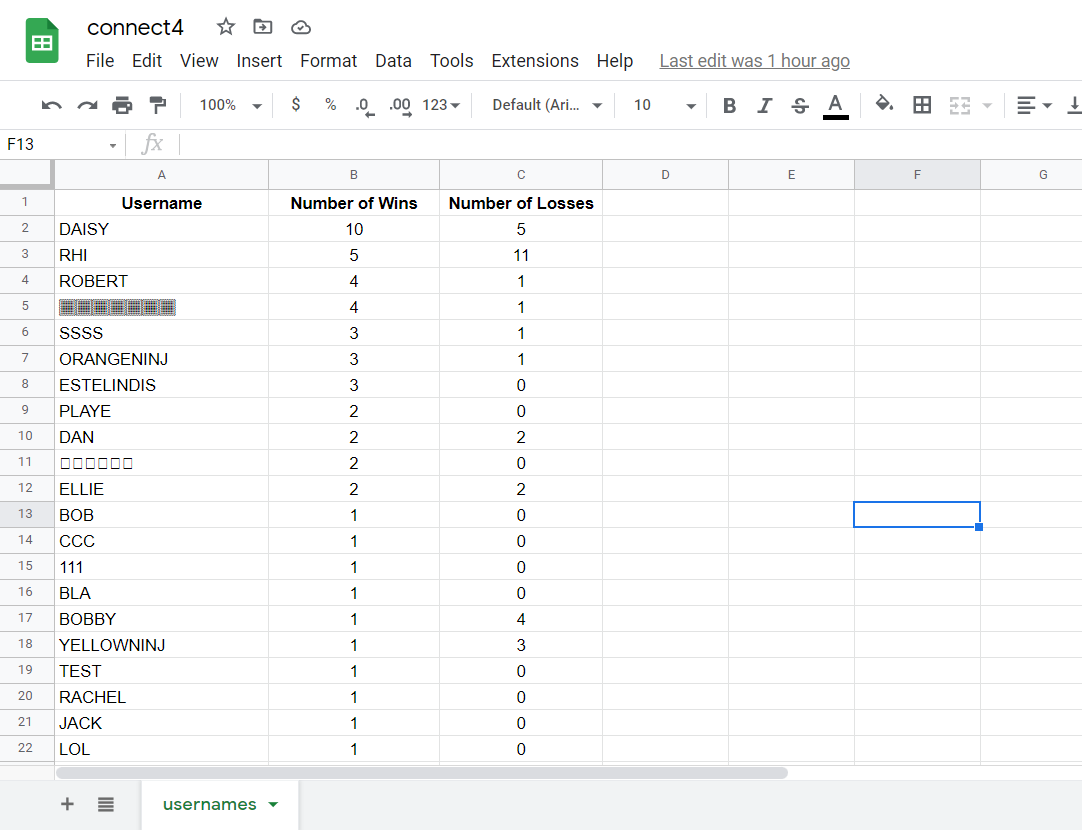 connect4
File Edit View Insert Format Data Tools Extensions Help Last edit was 1 hour ago
100% $ % .0 .00 123 Default (Ari... 10 B I S A
F13 fx
A B C D E F G
1 Username Number of Wins Number of Losses
2 DAISY 10 5
3 RHI 5 11
4 ROBERT 4 1
5 4 1
6 SSSS 3 1
7 ORANGENINJ 3 1
8 ESTELINDIS 3 0
9 PLAYE 2 0
10 DAN 2 2
11 □□□□□□ 2 0
12 ELLIE 2 2
13 BOB 1 0
14 CCC 1 0
15 111 1 0
16 BLA 1 0
17 BOBBY 1 4
18 YELLOWNINJ 1 3
19 TEST 1 0
20 RACHEL 1 0
21 JACK 1 0
22 LOL 1 0
usernames